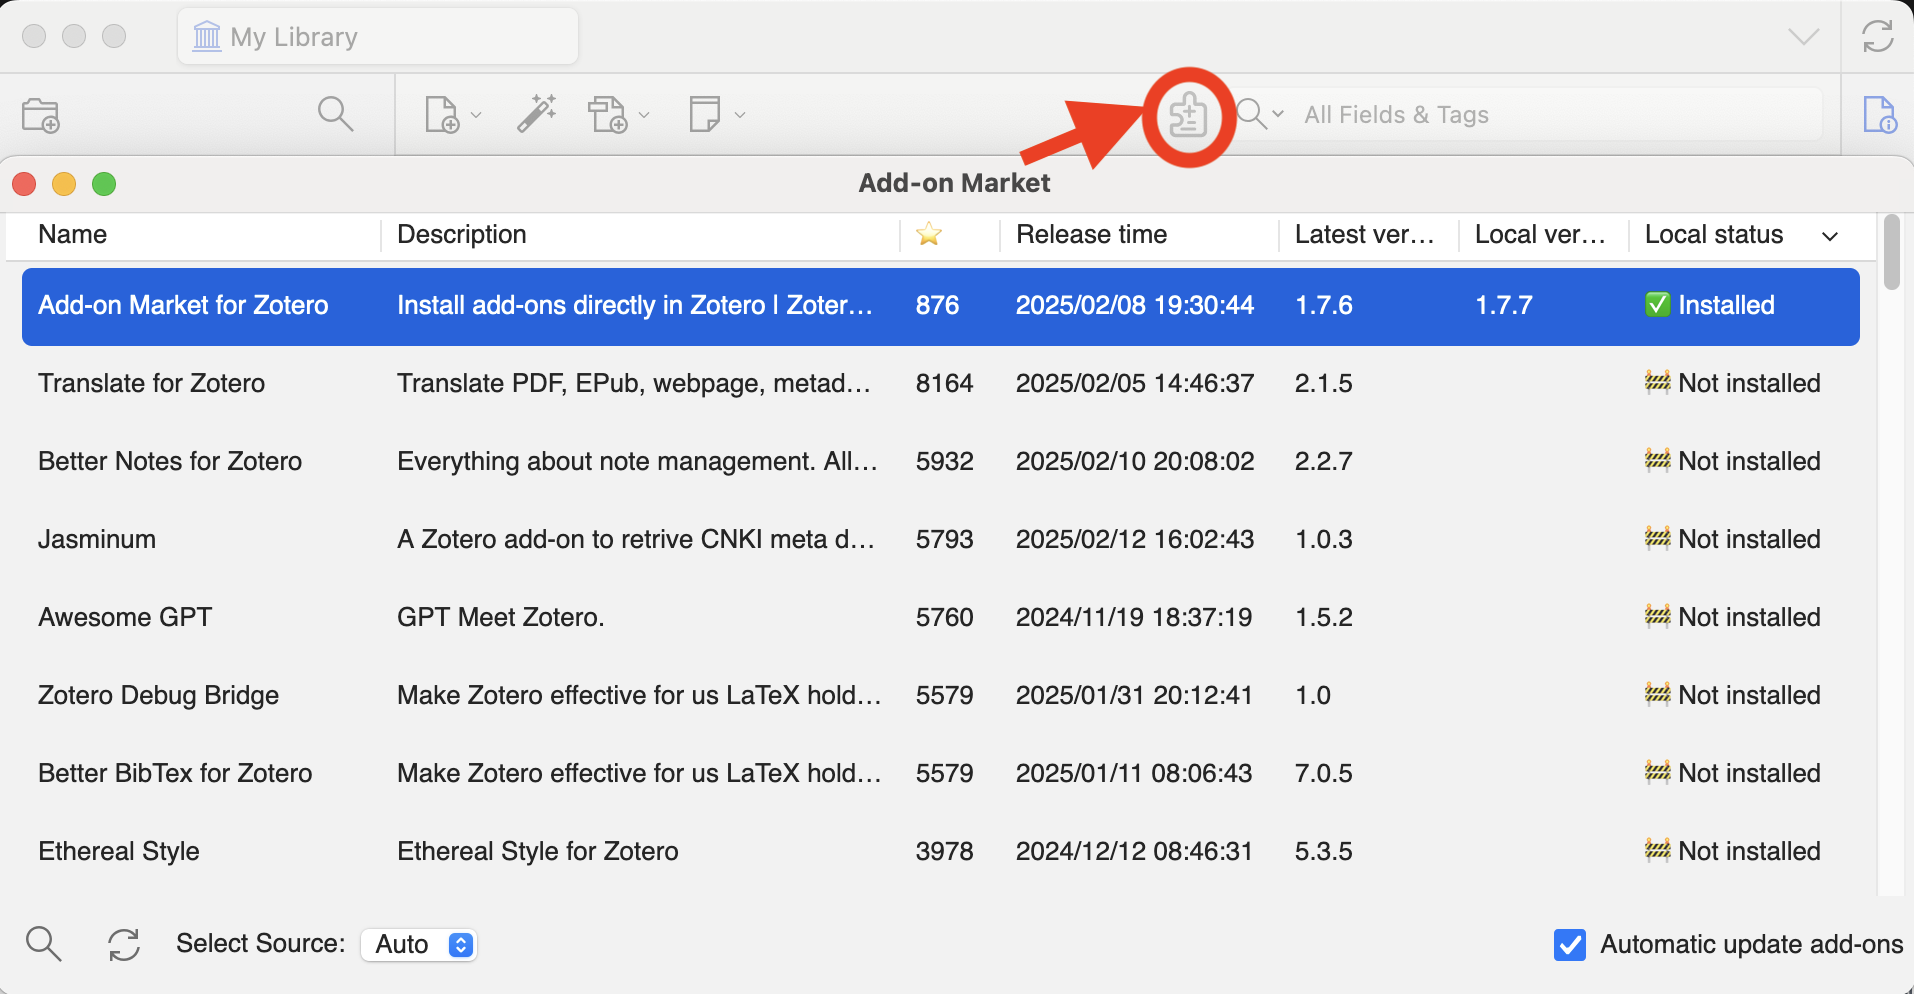 My Library
All Fields & Tags
Add-on Market
Name Description Release time Latest ver... Local ver... Local status
Add-on Market for Zotero Install add-ons directly in Zotero | Zoter... 876 2025/02/08 19:30:44 1.7.6 1.7.7 Installed
Translate for Zotero Translate PDF, EPub, webpage, metad... 8164 2025/02/05 14:46:37 2.1.5 Not installed
Better Notes for Zotero Everything about note management. All... 5932 2025/02/10 20:08:02 2.2.7 Not installed
Jasminum A Zotero add-on to retrive CNKI meta d... 5793 2025/02/12 16:02:43 1.0.3 Not installed
Awesome GPT GPT Meet Zotero. 5760 2024/11/19 18:37:19 1.5.2 Not installed
Zotero Debug Bridge Make Zotero effective for us LaTeX hold... 5579 2025/01/31 20:12:41 1.0 Not installed
Better BibTex for Zotero Make Zotero effective for us LaTeX hold... 5579 2025/01/11 08:06:43 7.0.5 Not installed
Ethereal Style Ethereal Style for Zotero 3978 2024/12/12 08:46:31 5.3.5 Not installed
Select Source: Auto Automatic update add-ons